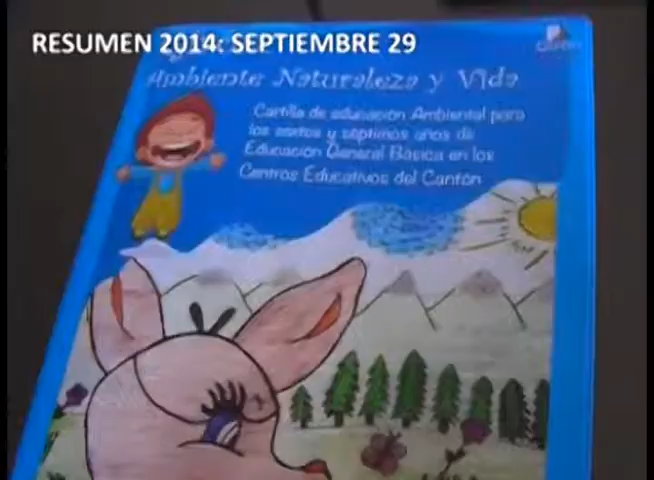 RESUMEN 2014: SEPTIEMBRE 29
Ambiente Naturaleza y Vida
Cartilla de educación Ambiental para
los sextos y séptimos años de
Educación General Básica en los
Centros Educativos del Cantón